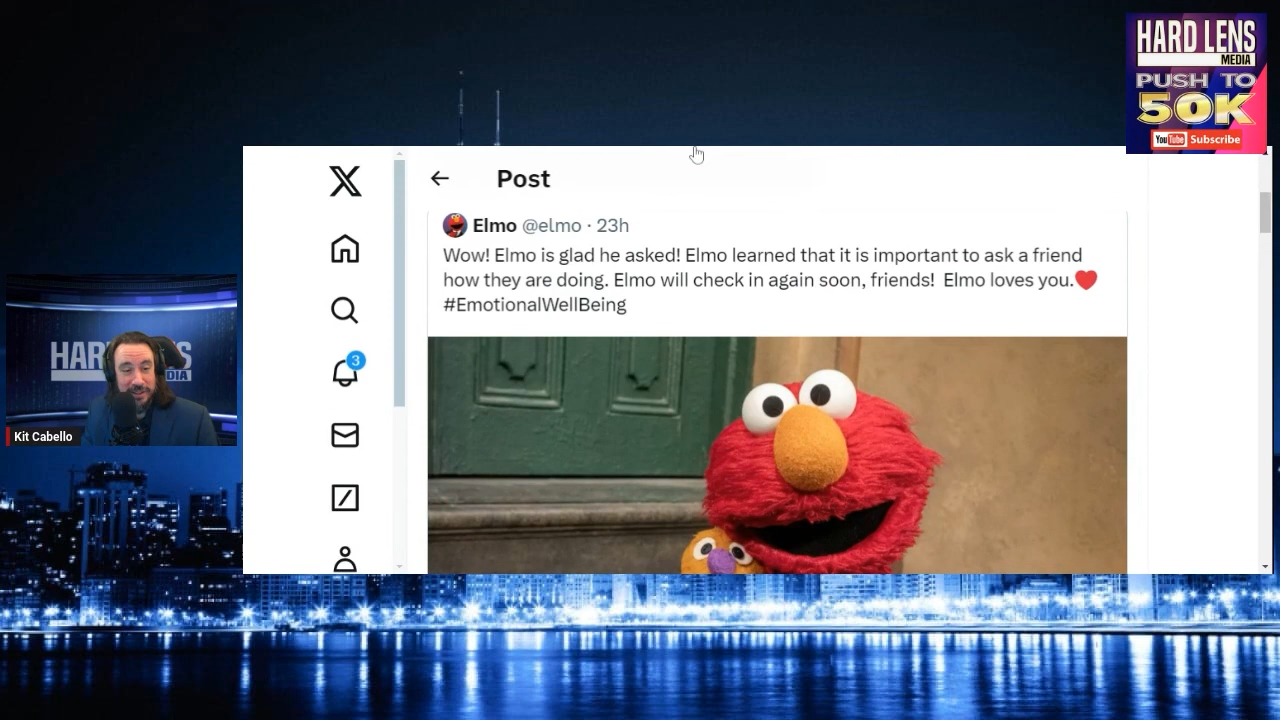 HARD LENS
MEDIA
PUSH TO
50K
YouTube Subscribe
Post
Elmo @elmo · 23h
Wow! Elmo is glad he asked! Elmo learned that it is important to ask a friend
how they are doing. Elmo will check in again soon, friends! Elmo loves you.❤️
#EmotionalWellBeing
3
Kit Cabello